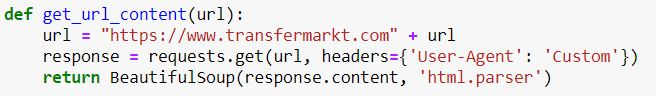 def get_url_content(url):
    url = "https://www.transfermarkt.com" + url
    response = requests.get(url, headers={'User-Agent': 'Custom'})
    return BeautifulSoup(response.content, 'html.parser')